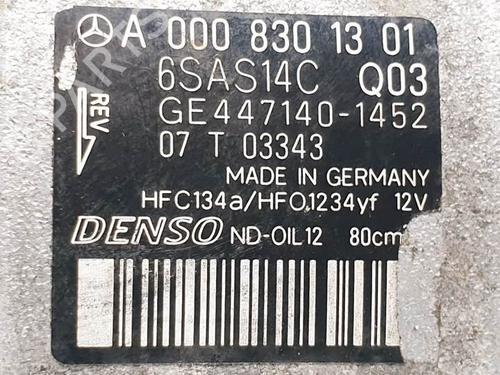 A 000 830 13 01
6SAS14C Q03
GE447140-1452
REV
07 T 03343
MADE IN GERMANY
HFC134a/HFO1234yf 12V
DENSO ND-OIL12 80cm